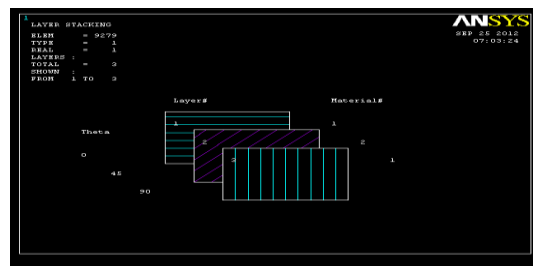 1
LAYER STACKING
ANSYS
ELEM = 9279
SEP 25 2012
TYPE = 1
07:03:24
REAL = 1
LAYERS :
TOTAL = 3
SHOWN :
FROM 1 TO 3
Layer# Material#
1 1
Theta
2 2
0 3 1
45
90